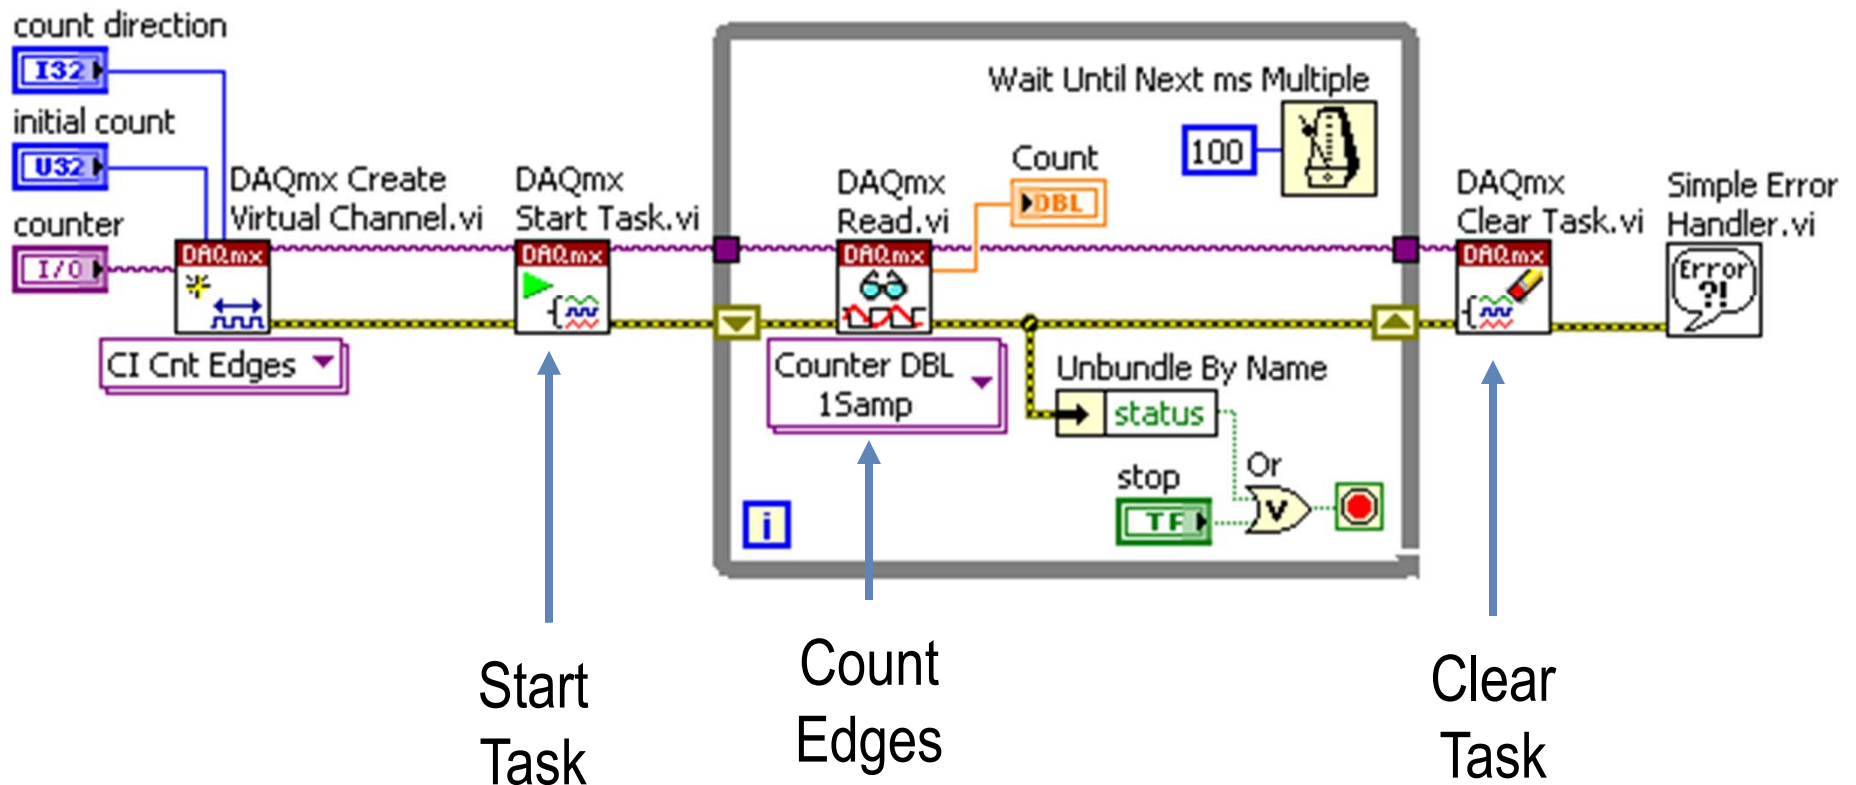 count direction
I32
initial count
U32
counter
I/O
DAQmx Create
Virtual Channel.vi
DAQmx
CI Cnt Edges
DAQmx
Start Task.vi
DAQmx
Wait Until Next ms Multiple
100
Count
DBL
DAQmx
Read.vi
DAQmx
Counter DBL
1Samp
Unbundle By Name
status
stop
TF
Or
V
i
DAQmx
Clear Task.vi
DAQmx
Simple Error
Handler.vi
Error
?!
Start
Task
Count
Edges
Clear
Task